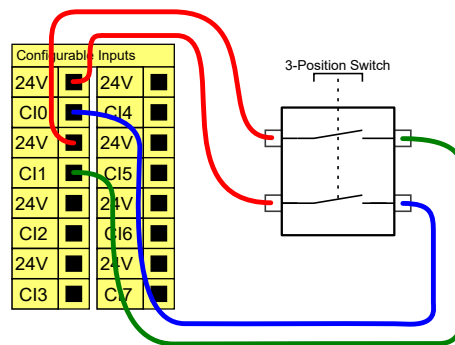 Configurable Inputs
24V 24V
CI0 CI4
24V 24V
CI1 CI5
24V 24V
CI2 CI6
24V 24V
CI3 CI7
3-Position Switch